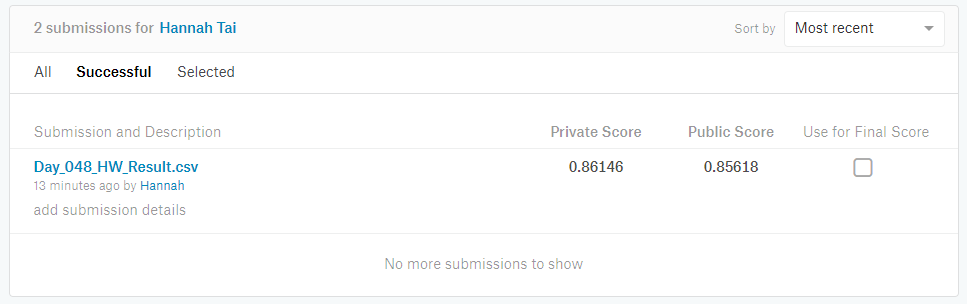 2 submissions for Hannah Tai
Sort by Most recent
All Successful Selected
Submission and Description Private Score Public Score Use for Final Score
Day_048_HW_Result.csv 0.86146 0.85618
13 minutes ago by Hannah
add submission details
No more submissions to show